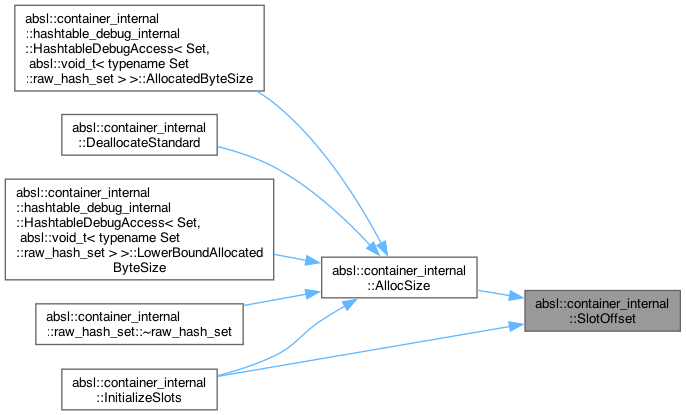 absl::container_internal
::hashtable_debug_internal
::HashtableDebugAccess< Set,
absl::void_t< typename Set
::raw_hash_set > >::AllocatedByteSize
absl::container_internal
::DeallocateStandard
absl::container_internal
::hashtable_debug_internal
::HashtableDebugAccess< Set,
absl::void_t< typename Set
::raw_hash_set > >::LowerBoundAllocated
ByteSize
absl::container_internal
::raw_hash_set::~raw_hash_set
absl::container_internal
::InitializeSlots
absl::container_internal
::AllocSize
absl::container_internal
::SlotOffset